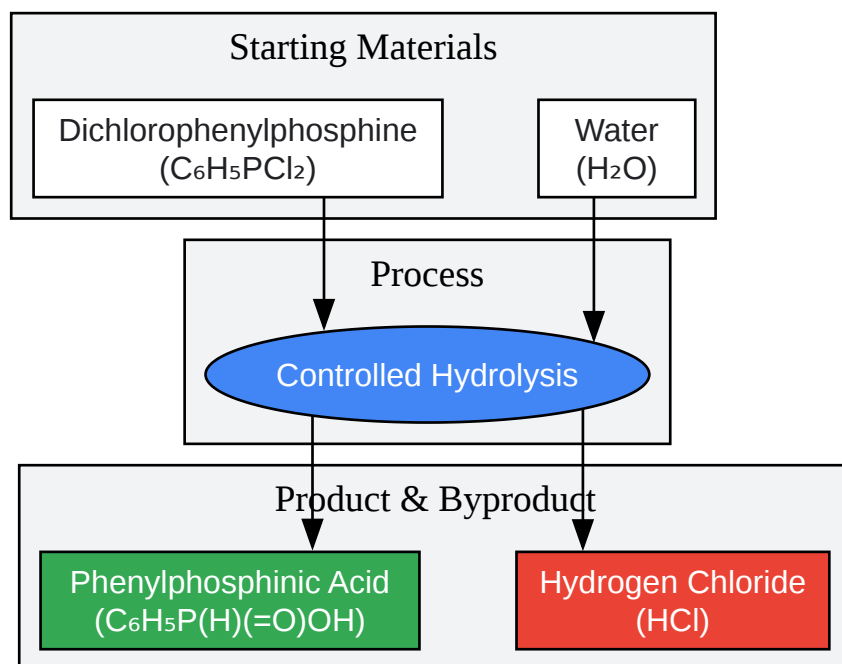 Starting Materials
Dichlorophenylphosphine
(C₆H₅PCl₂)
Water
(H₂O)
Process
Controlled Hydrolysis
Product & Byproduct
Phenylphosphinic Acid
(C₆H₅P(H)(=O)OH)
Hydrogen Chloride
(HCl)